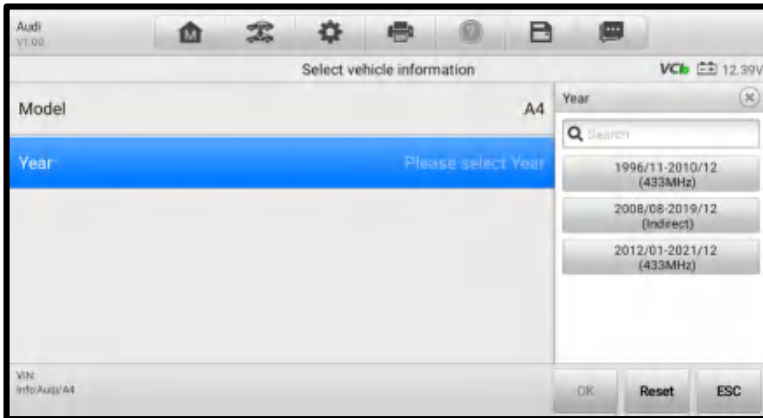 Audi
V1.00
Select vehicle information
VCI 12.39V
Model A4
Year Please select Year
Year
Search
1996/11-2010/12
(433MHz)
2008/08-2019/12
(Indirect)
2012/01-2021/12
(433MHz)
VIN:
Info:Audi/A4
OK Reset ESC